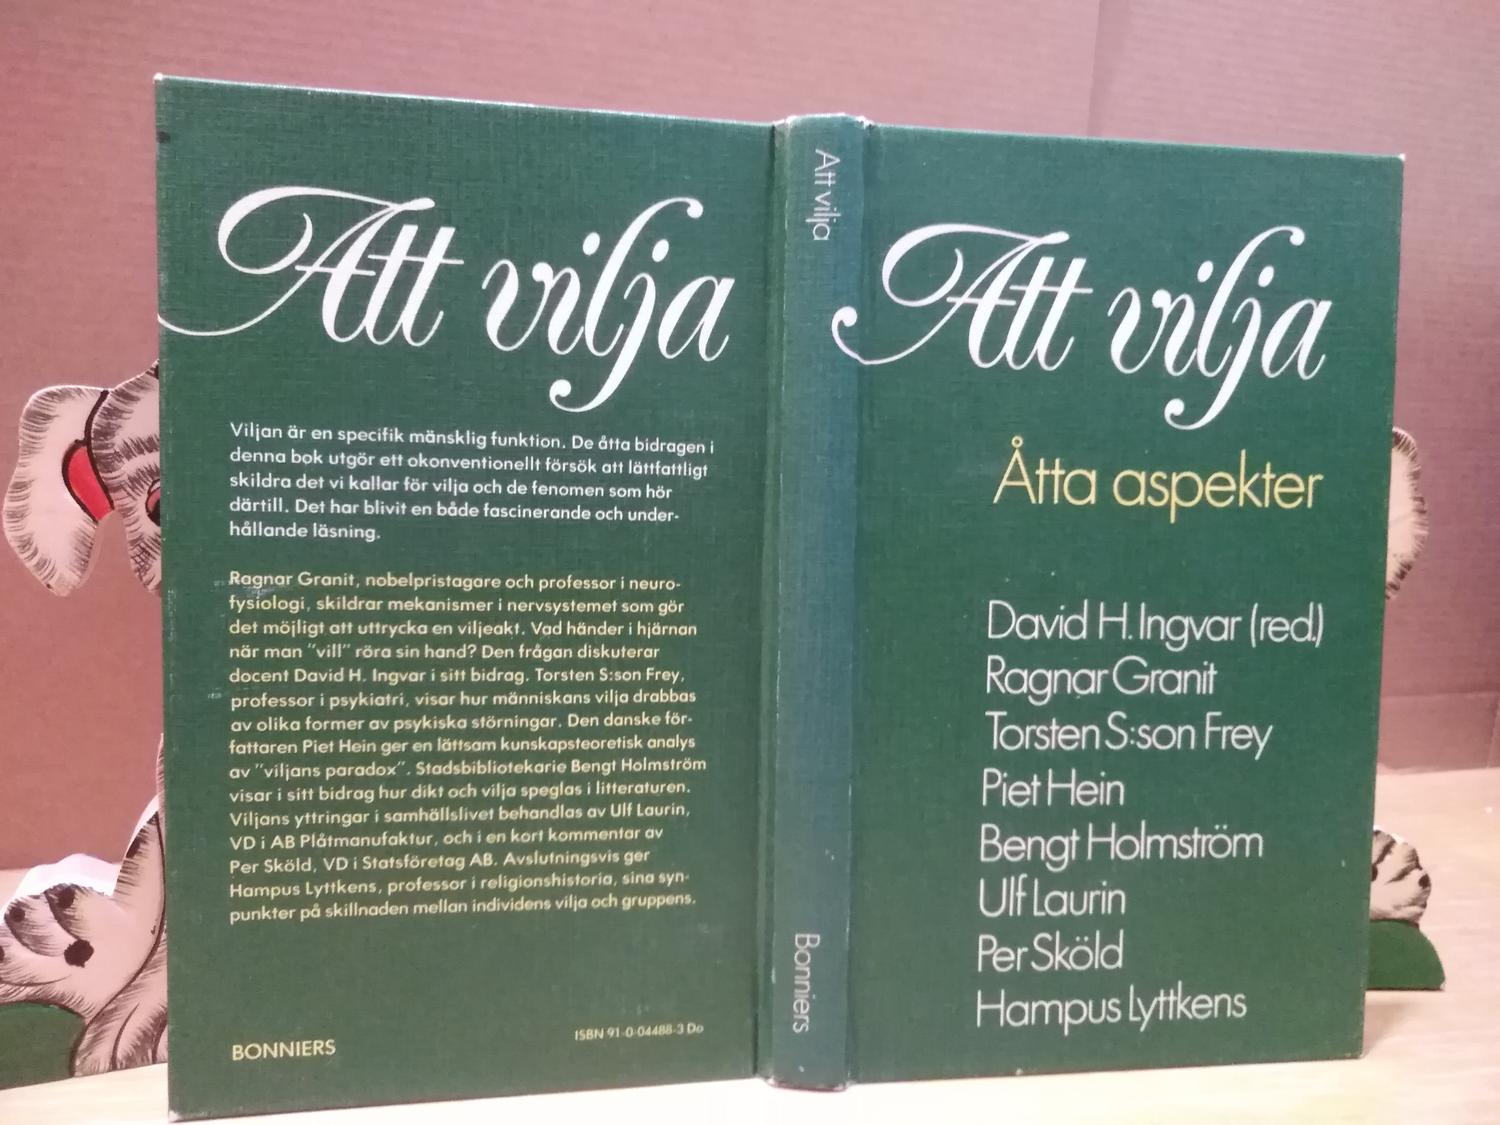 Att vilja
Viljan är en specifik mänsklig funktion. De åtta bidragen i
denna bok utgör ett okonventionellt försök att lättfattligt
skildra det vi kallar för vilja och de fenomen som hör
därtill. Det har blivit en både fascinerande och under-
hållande läsning.
Ragnar Granit, nobelpristagare och professor i neuro-
fysiologi, skildrar mekanismer i nervsystemet som gör
det möjligt att uttrycka en viljeakt. Vad händer i hjärnan
när man "vill" röra sin hand? Den frågan diskuterar
docent David H. Ingvar i sitt bidrag. Torsten S:son Frey,
professor i psykiatri, visar hur människans vilja drabbas
av olika former av psykiska störningar. Den danske för-
fattaren Piet Hein ger en lättsam kunskapsteoretisk analys
av "viljans paradox". Stadsbibliotekarie Bengt Holmström
visar i sitt bidrag hur dikt och vilja speglas i litteraturen.
Viljans yttringar i samhällslivet behandlas av Ulf Laurin,
VD i AB Plåtmanufaktur, och i en kort kommentar av
Per Sköld, VD i Statsföretag AB. Avslutningsvis ger
Hampus Lyttkens, professor i religionshistoria, sina syn-
punkter på skillnaden mellan individens vilja och gruppens.
BONNIERS
ISBN 91-0-04488-3 Do
Att vilja
Bonniers
Att vilja
Åtta aspekter
David H. Ingvar (red.)
Ragnar Granit
Torsten S:son Frey
Piet Hein
Bengt Holmström
Ulf Laurin
Per Sköld
Hampus Lyttkens